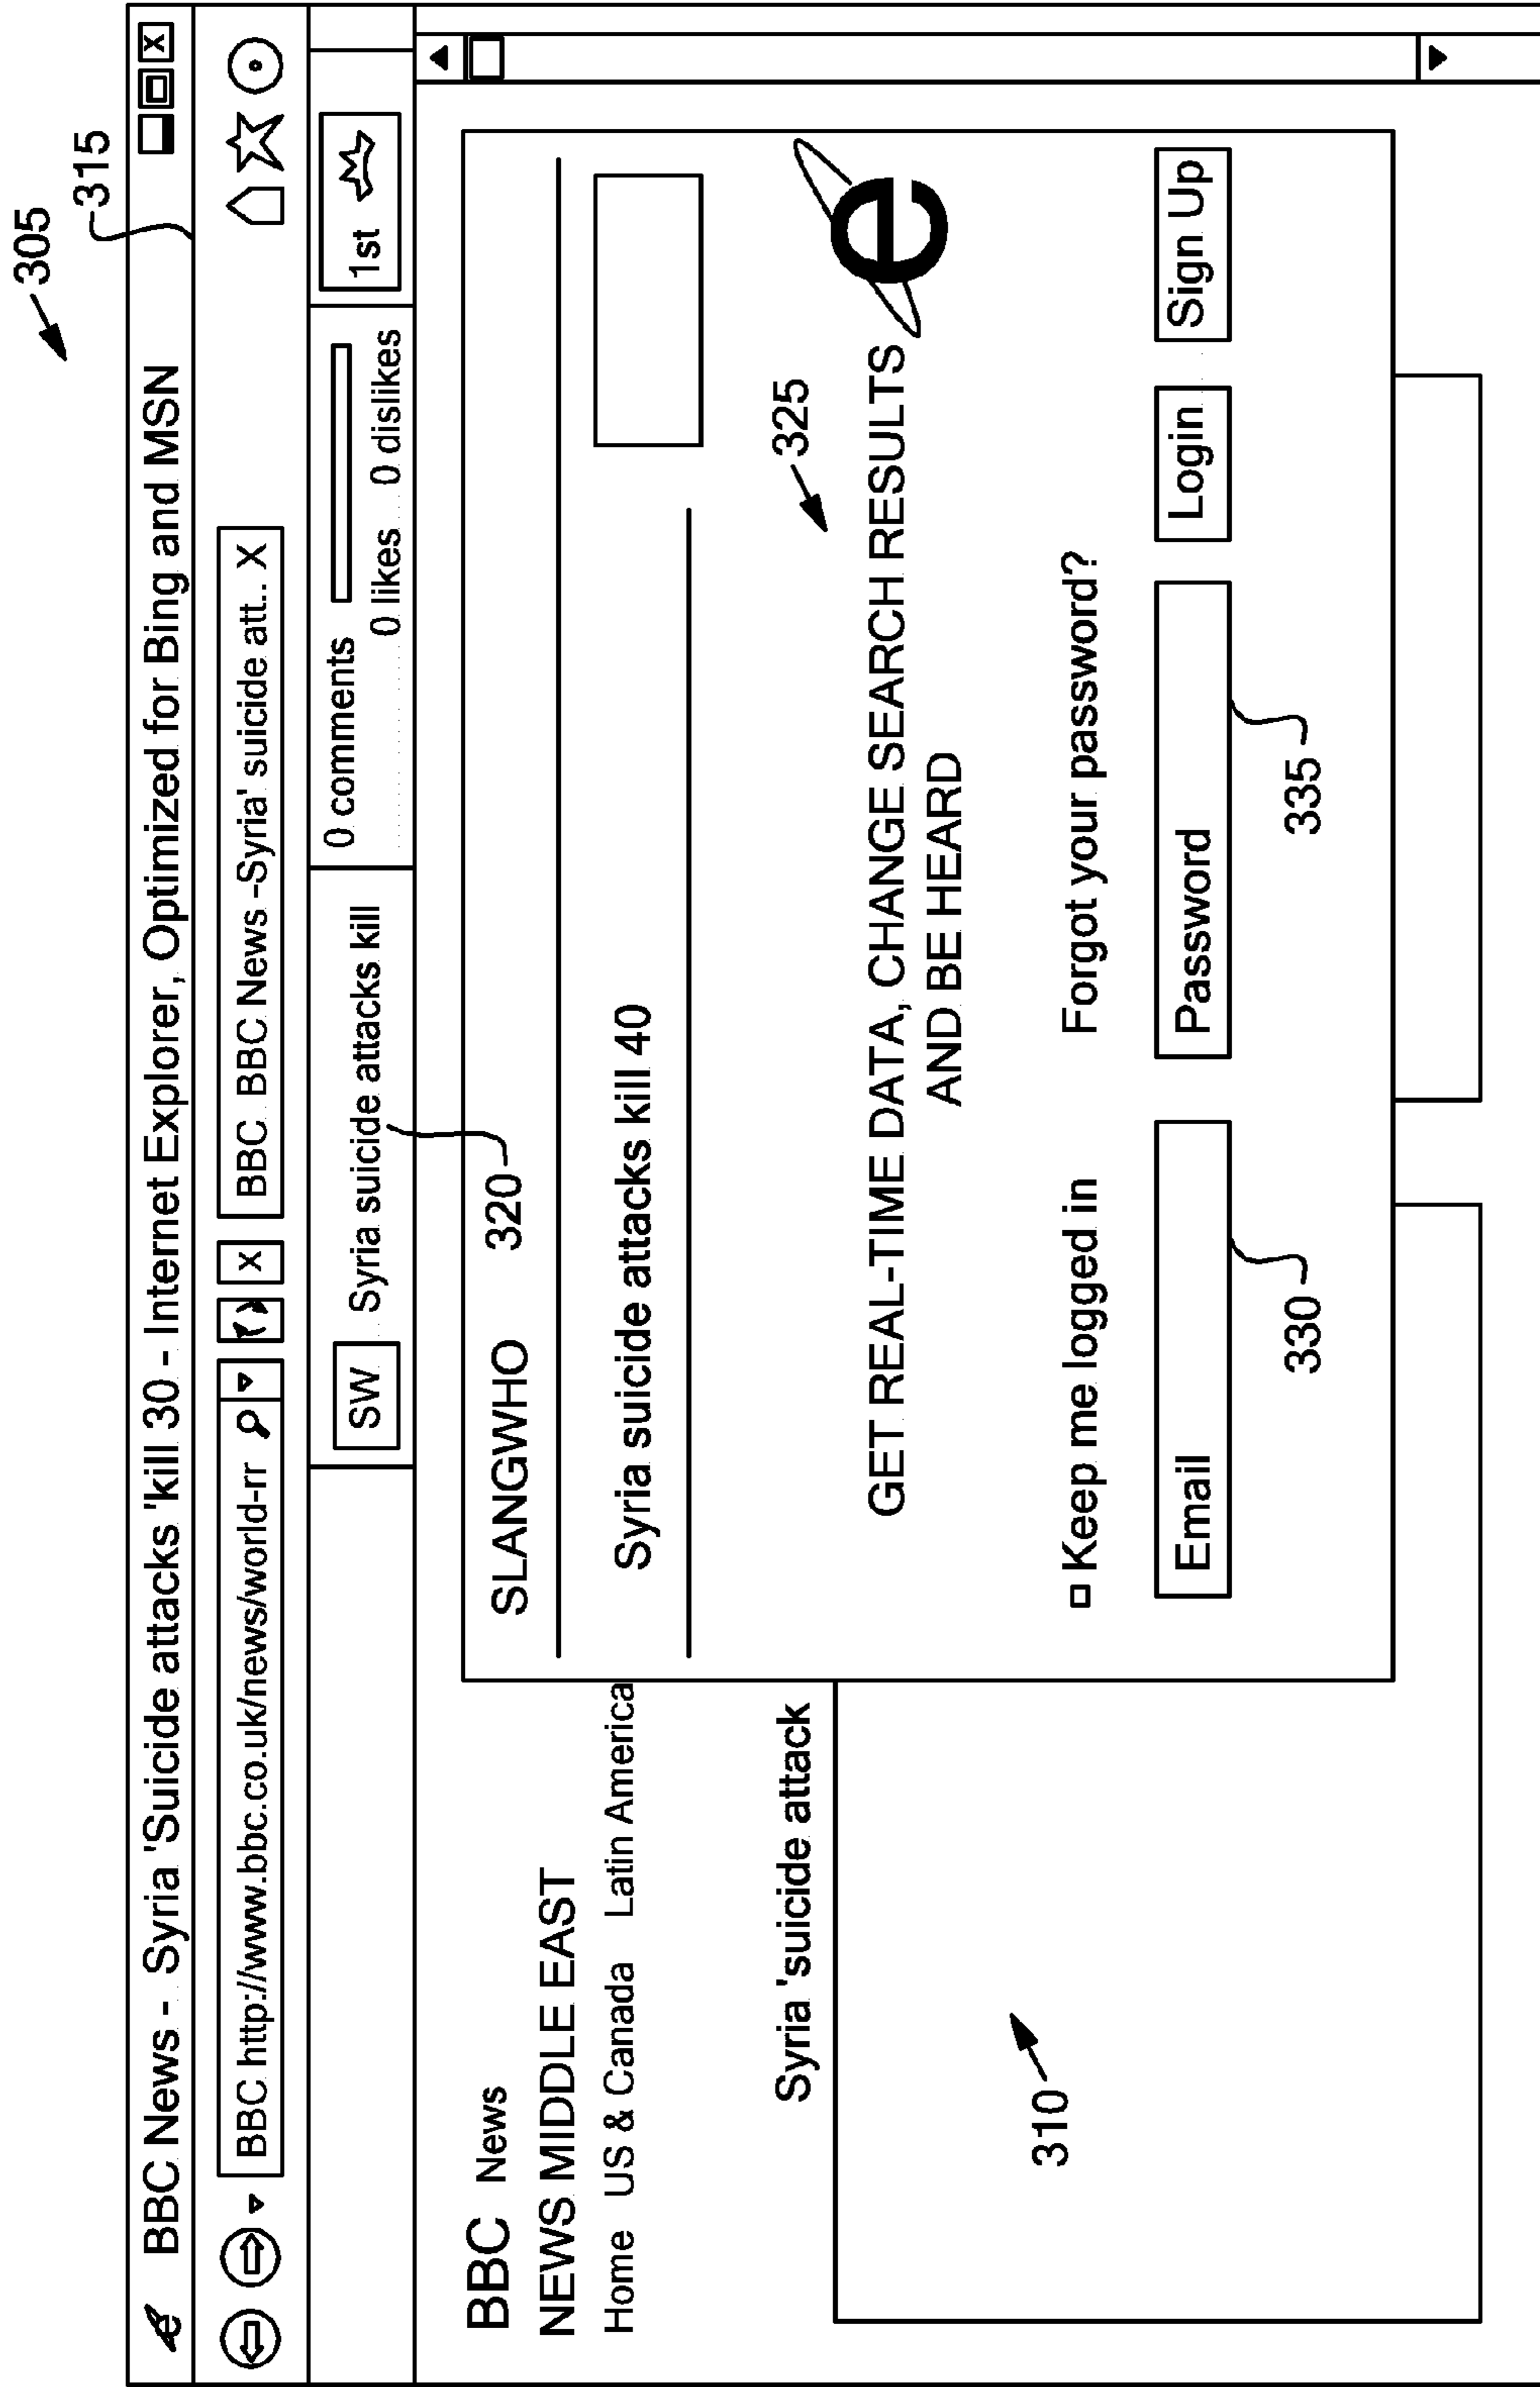 305
315
BBC News - Syria 'Suicide attacks 'kill 30 - Internet Explorer, Optimized for Bing and MSN
X
BBC http://www.bbc.co.uk/news/world-rr
X
BBC BBC News -Syria' suicide att.. X
SW Syria suicide attacks kill
0 comments
0 likes 0 dislikes
1st
BBC News
NEWS MIDDLE EAST
Home US & Canada Latin America
Syria 'suicide attack
310
SLANGWHO
320
Syria suicide attacks kill 40
325
GET REAL-TIME DATA, CHANGE SEARCH RESULTS
AND BE HEARD
e
Keep me logged in
Forgot your password?
Email
Password
Login
Sign Up
330
335